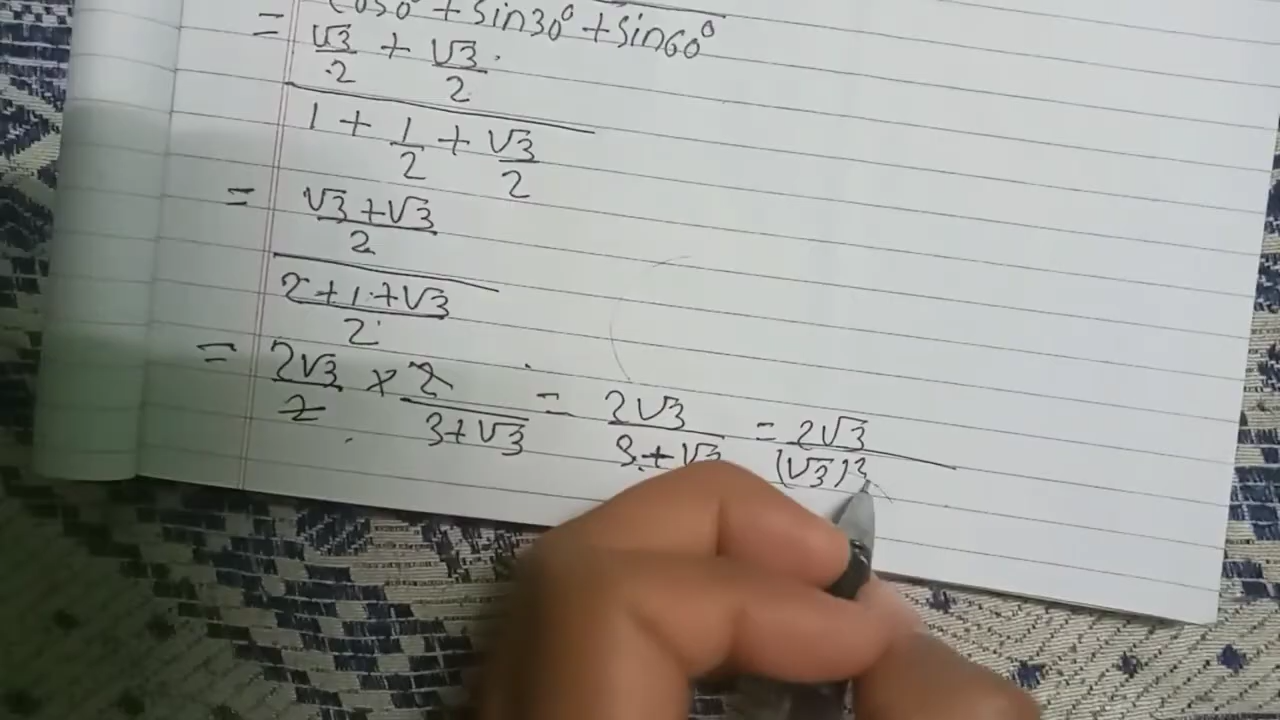 cos0° + sin30° + sin60°
= √3/2 + √3/2
1 + 1/2 + √3/2
= √3+√3/2
2+1+√3/2
= 2√3/2 × 2/3+√3 = 2√3/3+√3 = 2√3/(√3)²